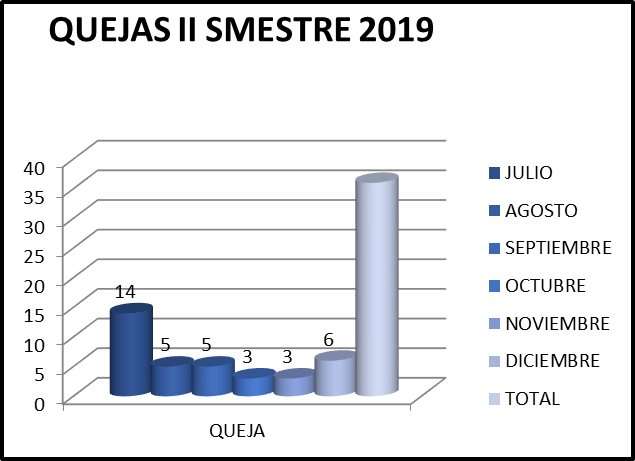 QUEJAS II SMESTRE 2019
40
35
30
25
20
15
10
5
0
14
5
5
3
3
6
QUEJA
JULIO
AGOSTO
SEPTIEMBRE
OCTUBRE
NOVIEMBRE
DICIEMBRE
TOTAL